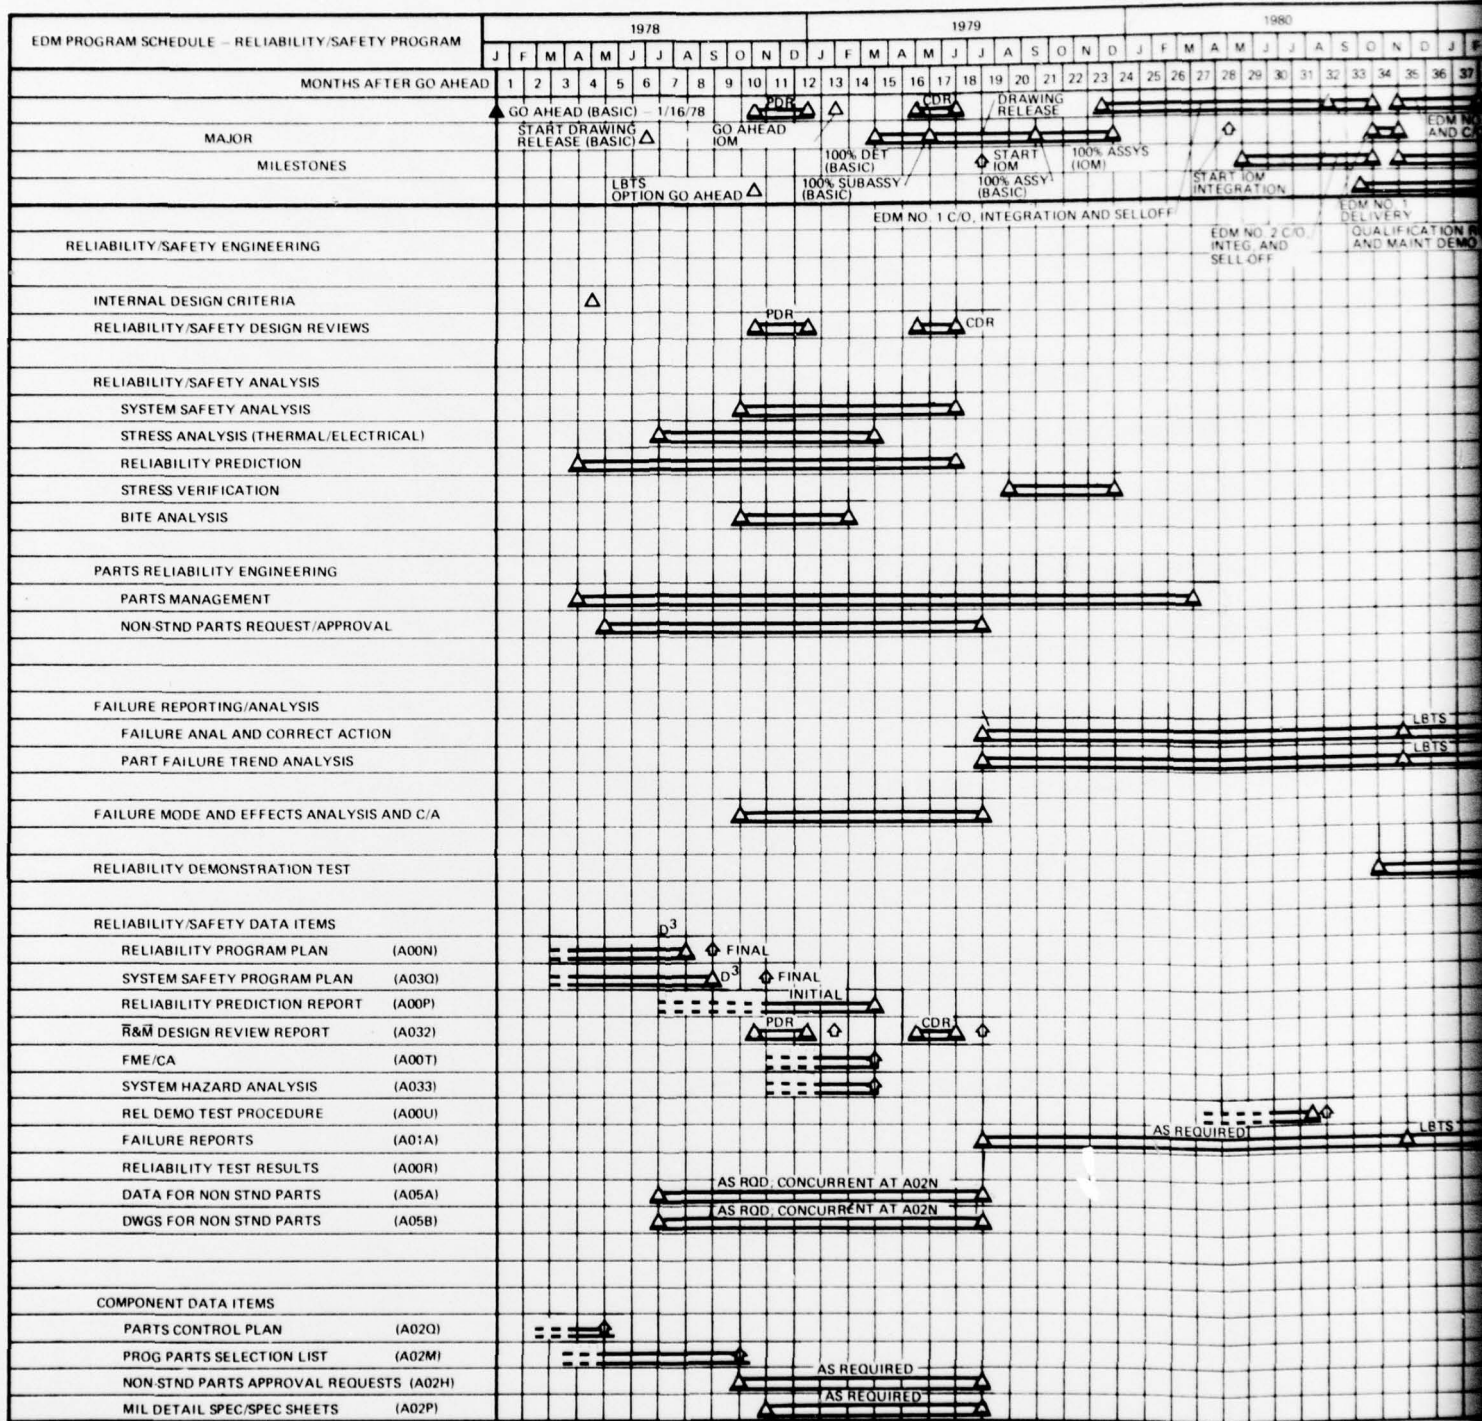 1978 1979 1980
EDM PROGRAM SCHEDULE – RELIABILITY/SAFETY PROGRAM
J F M A M J J A S O N D J F M A M J J A S O N D J F M A M J J A S O N D J
MONTHS AFTER GO AHEAD 1 2 3 4 5 6 7 8 9 10 11 12 13 14 15 16 17 18 19 20 21 22 23 24 25 26 27 28 29 30 31 32 33 34 35 36 37
GO AHEAD (BASIC) – 1/16/78 PDR CDR DRAWING
RELEASE
MAJOR
START DRAWING
RELEASE (BASIC)
GO AHEAD
IOM
100% DET
(BASIC)
START
IOM
100% ASSYS
(IOM)
EDM NO
AND C
MILESTONES
LBTS
OPTION GO AHEAD
100% SUBASSY
(BASIC)
100% ASSY
(BASIC)
START IOM
INTEGRATION
EDM NO. 1 C/O, INTEGRATION AND SELLOFF
EDM NO. 1
DELIVERY
RELIABILITY/SAFETY ENGINEERING
EDM NO. 2 C/O,
INTEG, AND
SELL-OFF
QUALIFICATION R
AND MAINT DEMO
INTERNAL DESIGN CRITERIA
RELIABILITY/SAFETY DESIGN REVIEWS PDR CDR
RELIABILITY/SAFETY ANALYSIS
SYSTEM SAFETY ANALYSIS
STRESS ANALYSIS (THERMAL/ELECTRICAL)
RELIABILITY PREDICTION
STRESS VERIFICATION
BITE ANALYSIS
PARTS RELIABILITY ENGINEERING
PARTS MANAGEMENT
NON-STND PARTS REQUEST/APPROVAL
FAILURE REPORTING/ANALYSIS
FAILURE ANAL AND CORRECT ACTION LBTS
PART FAILURE TREND ANALYSIS LBTS
FAILURE MODE AND EFFECTS ANALYSIS AND C/A
RELIABILITY DEMONSTRATION TEST
RELIABILITY/SAFETY DATA ITEMS
RELIABILITY PROGRAM PLAN (A00N) D³ FINAL
SYSTEM SAFETY PROGRAM PLAN (A03Q) D³ FINAL
RELIABILITY PREDICTION REPORT (A00P) INITIAL
R̅&M̅ DESIGN REVIEW REPORT (A032) PDR CDR
FME/CA (A00T)
SYSTEM HAZARD ANALYSIS (A033)
REL DEMO TEST PROCEDURE (A00U)
FAILURE REPORTS (A01A) AS REQUIRED LBTS
RELIABILITY TEST RESULTS (A00R)
DATA FOR NON STND PARTS (A05A) AS RQD, CONCURRENT AT A02N
DWGS FOR NON STND PARTS (A05B) AS RQD, CONCURRENT AT A02N
COMPONENT DATA ITEMS
PARTS CONTROL PLAN (A02Q)
PROG PARTS SELECTION LIST (A02M)
NON-STND PARTS APPROVAL REQUESTS (A02H) AS REQUIRED
MIL DETAIL SPEC/SPEC SHEETS (A02P) AS REQUIRED